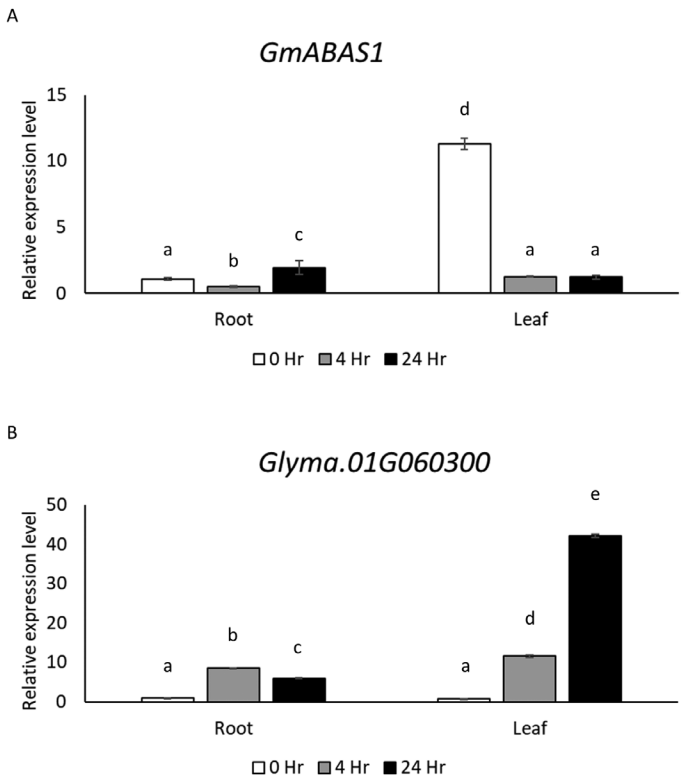 A
GmABAS1
Relative expression level
15
10
5
0
a
b
c
d
a
a
Root
Leaf
0 Hr
4 Hr
24 Hr
B
Glyma.01G060300
Relative expression level
50
40
30
20
10
0
a
b
c
a
d
e
Root
Leaf
0 Hr
4 Hr
24 Hr